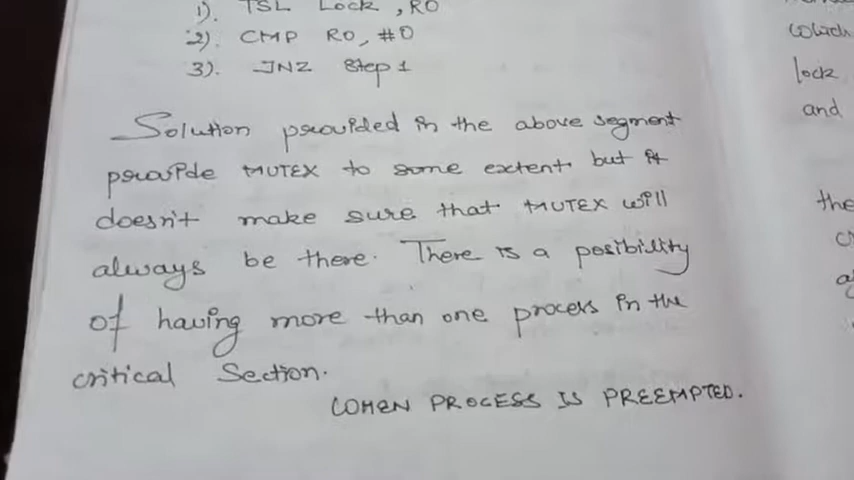 1). TSL Lock, R0
2). CMP R0, #0
3). JNZ Step 1
Solution provided in the above segment
provide MUTEX to some extent. but it
doesn't make sure that MUTEX will
always be there. There is a posibility
of having more than one process in the
critical Section.
WHEN PROCESS IS PREEMPTED.
which
lock
and
the